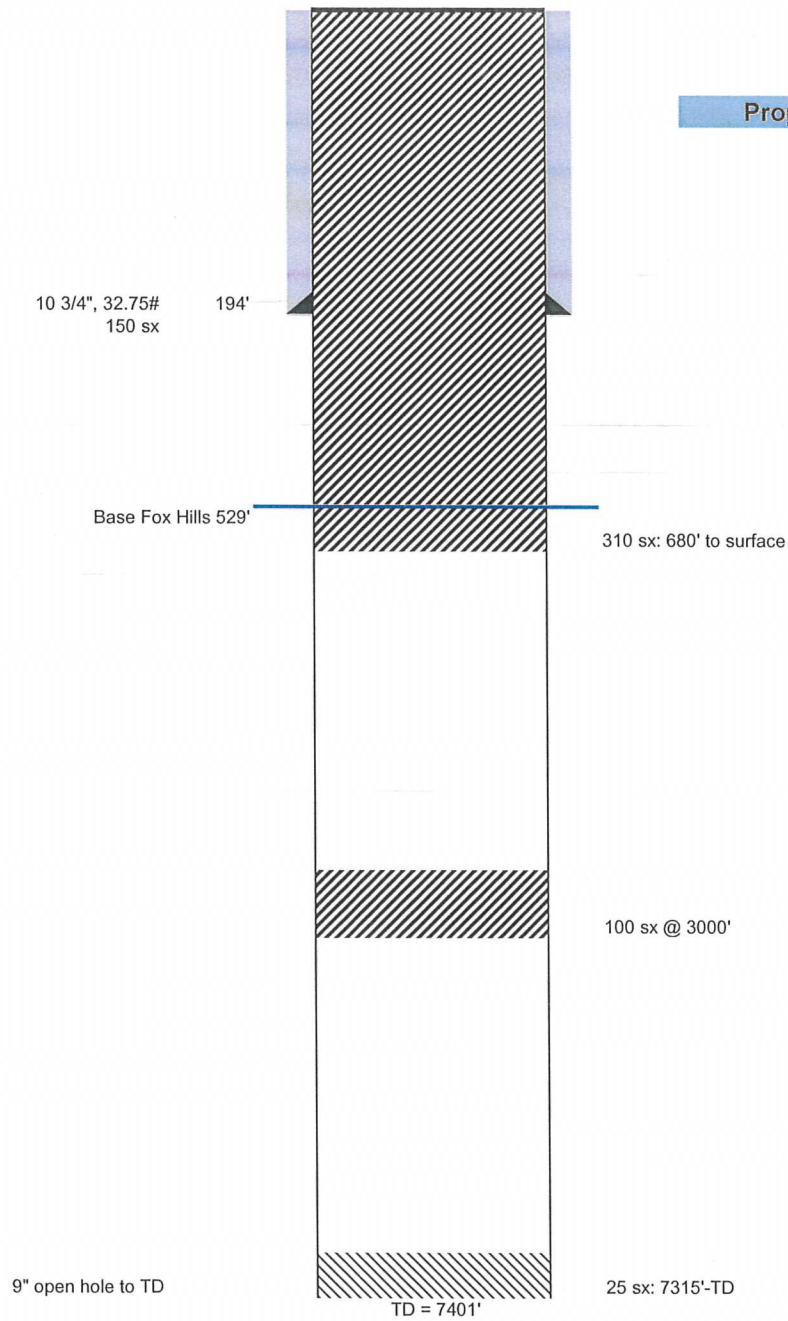 10 3/4", 32.75# 194'
150 sx
Base Fox Hills 529'
310 sx: 680' to surface
100 sx @ 3000'
9" open hole to TD
25 sx: 7315'-TD
TD = 7401'